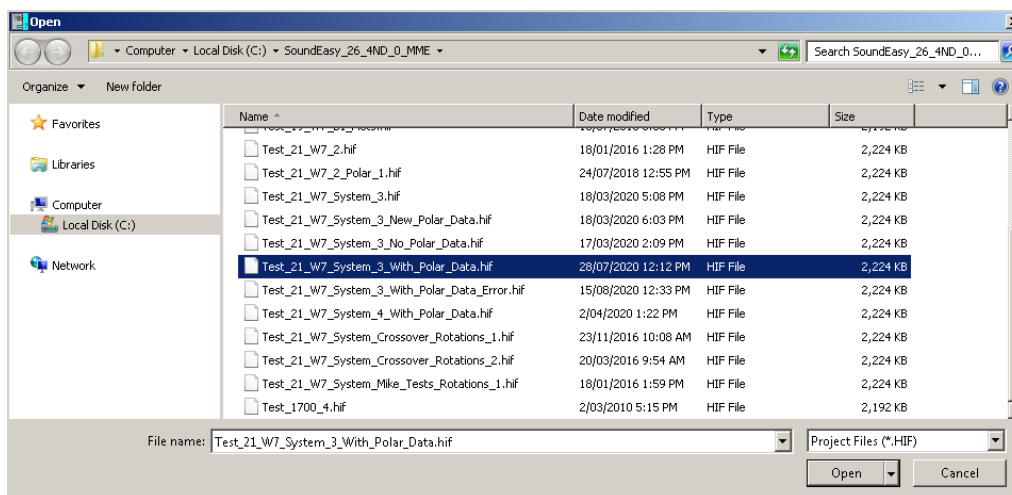 Open
Computer Local Disk (C:) SoundEasy_26_4ND_0_MME Search SoundEasy_26_4ND_0...
Organize New folder
Favorites
Libraries
Computer
Local Disk (C:)
Network
Name Date modified Type Size
Test_21_W7_2.hif 18/01/2016 1:28 PM HIF File 2,224 KB
Test_21_W7_2_Polar_1.hif 24/07/2018 12:55 PM HIF File 2,224 KB
Test_21_W7_System_3.hif 18/03/2020 5:08 PM HIF File 2,224 KB
Test_21_W7_System_3_New_Polar_Data.hif 18/03/2020 6:03 PM HIF File 2,224 KB
Test_21_W7_System_3_No_Polar_Data.hif 17/03/2020 2:09 PM HIF File 2,224 KB
Test_21_W7_System_3_With_Polar_Data.hif 28/07/2020 12:12 PM HIF File 2,224 KB
Test_21_W7_System_3_With_Polar_Data_Error.hif 15/08/2020 12:33 PM HIF File 2,224 KB
Test_21_W7_System_4_With_Polar_Data.hif 2/04/2020 1:22 PM HIF File 2,224 KB
Test_21_W7_System_Crossover_Rotations_1.hif 23/11/2016 10:08 AM HIF File 2,224 KB
Test_21_W7_System_Crossover_Rotations_2.hif 20/03/2016 9:54 AM HIF File 2,224 KB
Test_21_W7_System_Mike_Tests_Rotations_1.hif 18/01/2016 1:59 PM HIF File 2,224 KB
Test_1700_4.hif 2/03/2010 5:15 PM HIF File 2,192 KB
File name: Test_21_W7_System_3_With_Polar_Data.hif Project Files (*.HIF)
Open Cancel